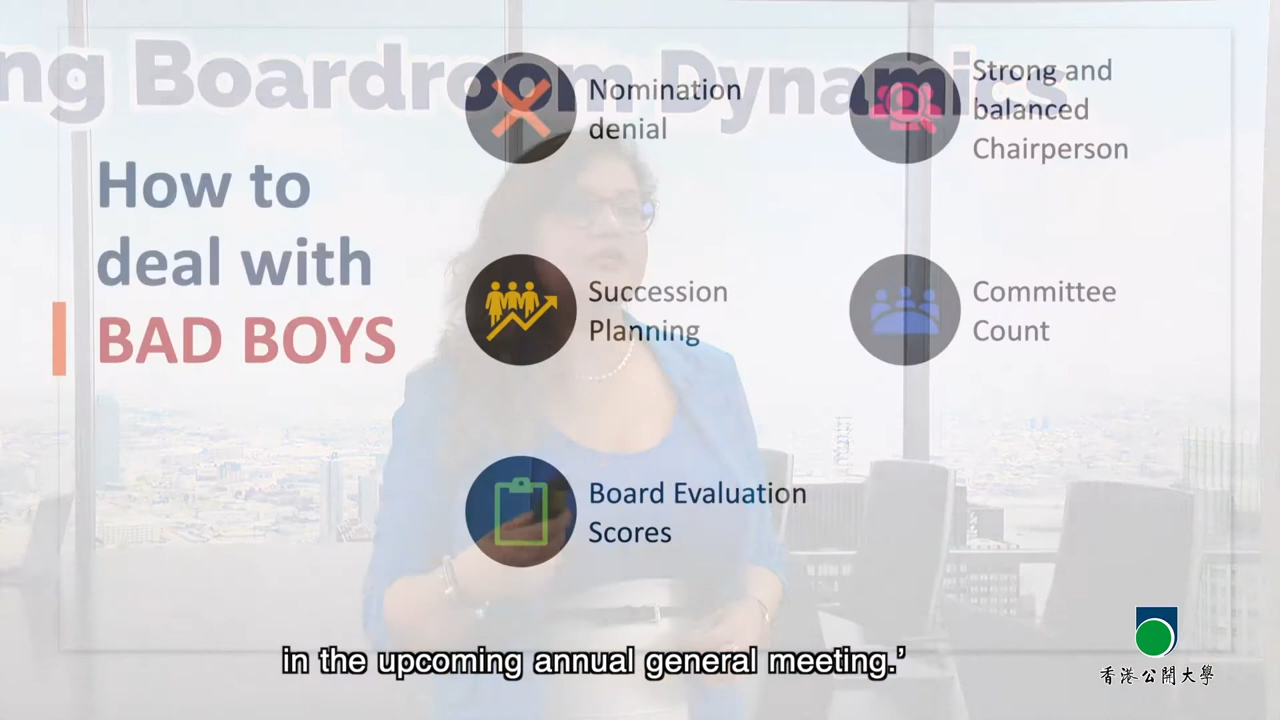 ng Boardroom Dynamics
How to
deal with
BAD BOYS
Nomination
denial
Strong and
balanced
Chairperson
Succession
Planning
Committee
Count
Board Evaluation
Scores
in the upcoming annual general meeting.’
香港公開大學